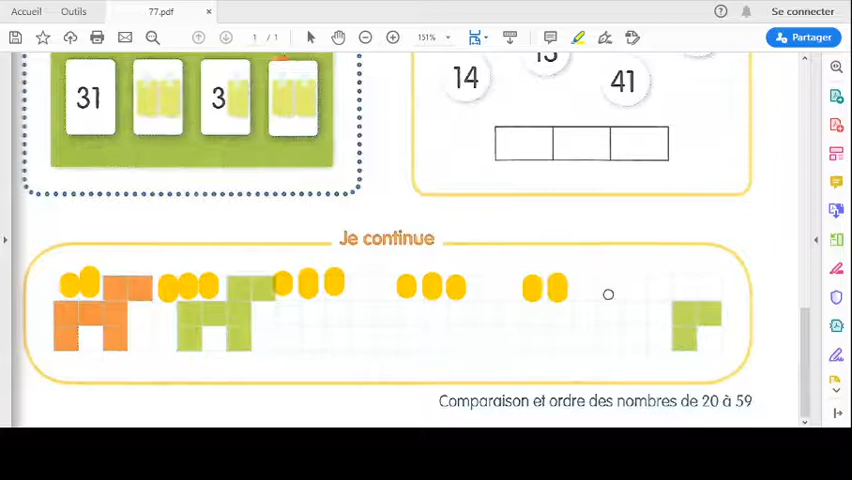 Accueil Outils 77.pdf × Se connecter
1 / 1 151% Partager
31 3
14 41
Je continue
Comparaison et ordre des nombres de 20 à 59